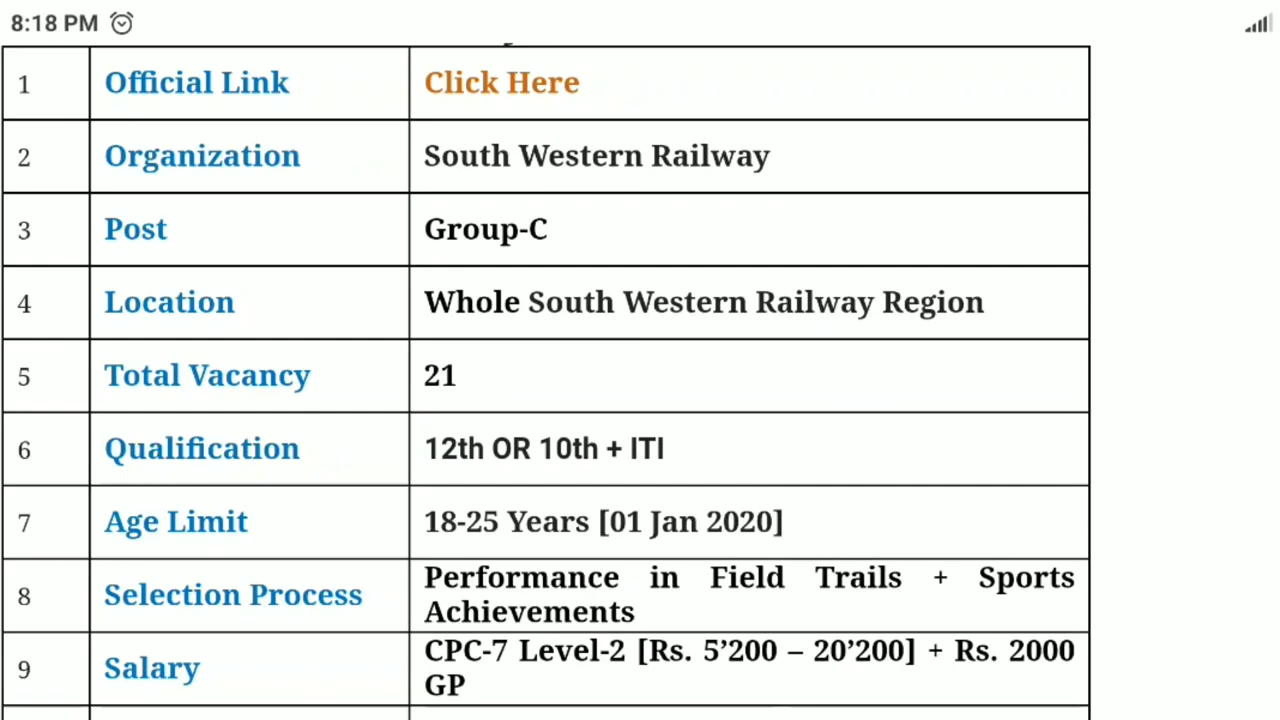 8:18 PM
1 Official Link Click Here
2 Organization South Western Railway
3 Post Group-C
4 Location Whole South Western Railway Region
5 Total Vacancy 21
6 Qualification 12th OR 10th + ITI
7 Age Limit 18-25 Years [01 Jan 2020]
8 Selection Process Performance in Field Trails + Sports
Achievements
9 Salary CPC-7 Level-2 [Rs. 5’200 – 20’200] + Rs. 2000
GP